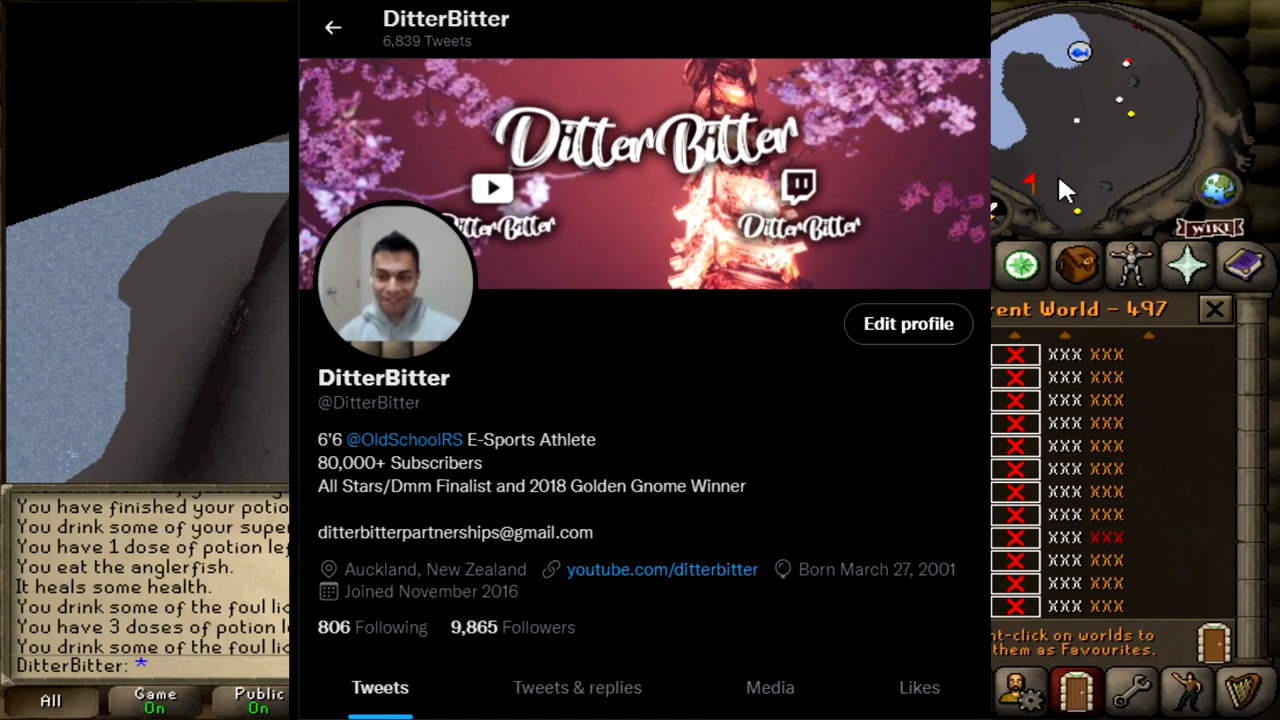 DitterBitter
6,839 Tweets
DitterBitter
DitterBitter
DitterBitter
Edit profile
DitterBitter
@DitterBitter
6'6 @OldSchoolRS E-Sports Athlete
80,000+ Subscribers
All Stars/Dmm Finalist and 2018 Golden Gnome Winner
ditterbitterpartnerships@gmail.com
Auckland, New Zealand youtube.com/ditterbitter Born March 27, 2001
Joined November 2016
806 Following 9,865 Followers
Tweets Tweets & replies Media Likes
You have finished your potio
You drink some of your super
You have 1 dose of potion lef
You eat the anglerfish.
It heals some health.
You drink some of the foul lic
You have 3 doses of potion l
You drink some of the foul lic
DitterBitter: *
All Game On Public On
WIKI
rent World - 497
XXX XXX
XXX XXX
XXX XXX
XXX XXX
XXX XXX
XXX XXX
XXX XXX
XXX XXX
XXX XXX
XXX XXX
XXX XXX
XXX XXX
ht-click on worlds to
them as Favourites.